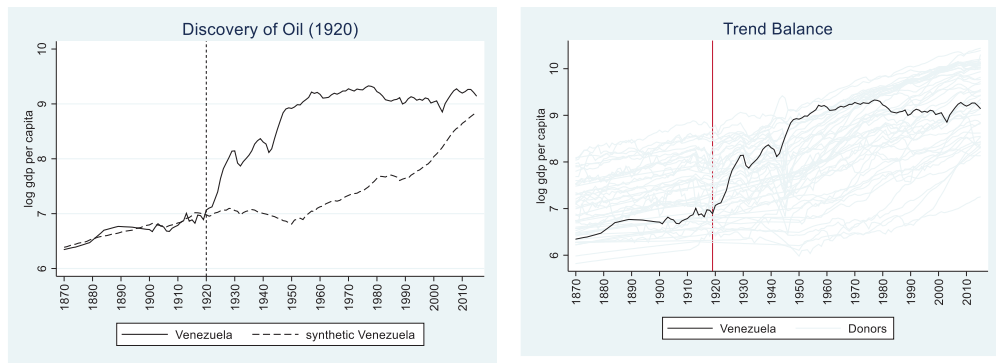 Discovery of Oil (1920)
log gdp per capita
10
9
8
7
6
1870 1880 1890 1900 1910 1920 1930 1940 1950 1960 1970 1980 1990 2000 2010
Venezuela synthetic Venezuela
Trend Balance
log gdp per capita
10
9
8
7
6
1870 1880 1890 1900 1910 1920 1930 1940 1950 1960 1970 1980 1990 2000 2010
Venezuela Donors